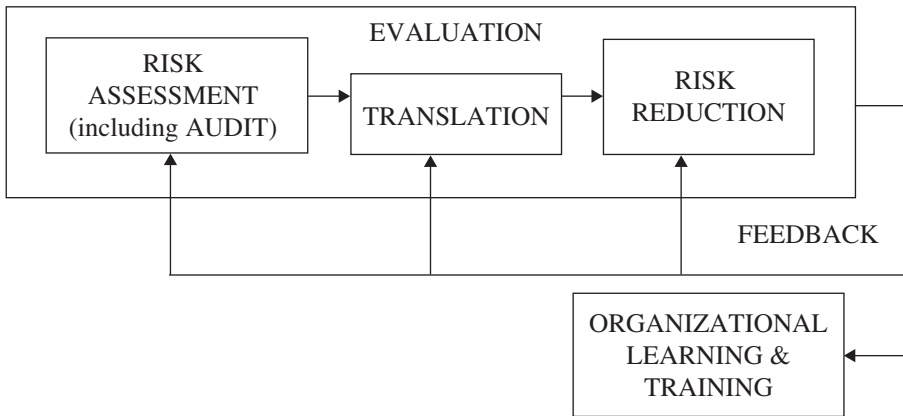 EVALUATION
RISK
ASSESSMENT
(including AUDIT)
TRANSLATION
RISK
REDUCTION
FEEDBACK
ORGANIZATIONAL
LEARNING &
TRAINING